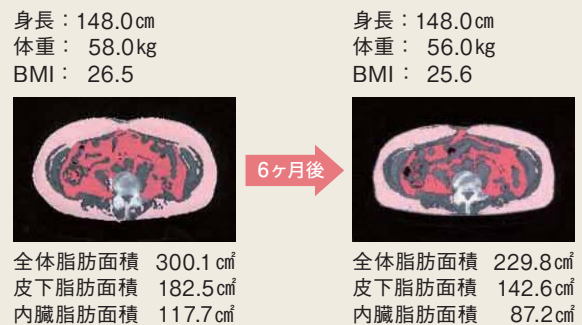 身長：148.0㎝
体重： 58.0㎏
BMI： 26.5
全体脂肪面積 300.1㎠
皮下脂肪面積 182.5㎠
内臓脂肪面積 117.7㎠
6ヶ月後
身長：148.0㎝
体重： 56.0㎏
BMI： 25.6
全体脂肪面積 229.8㎠
皮下脂肪面積 142.6㎠
内臓脂肪面積 87.2㎠